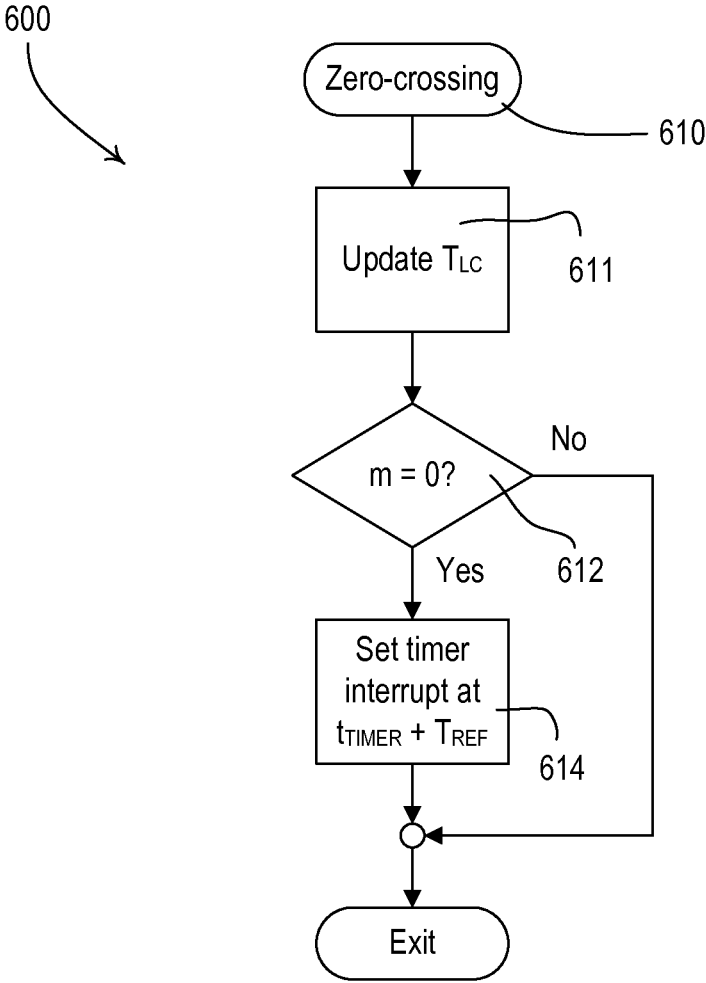 600
Zero-crossing
610
Update TLC
611
m = 0?
No
612
Yes
Set timer
interrupt at
tTIMER + TREF
614
Exit